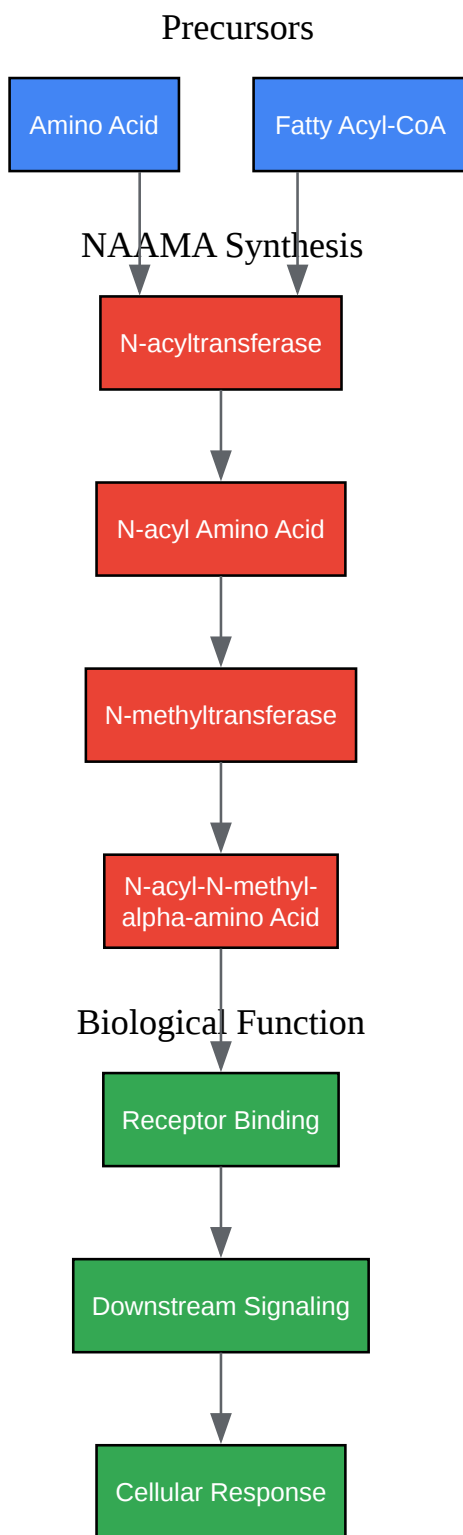 Precursors
Amino Acid
Fatty Acyl-CoA
NAAMA Synthesis
N-acyltransferase
N-acyl Amino Acid
N-methyltransferase
N-acyl-N-methyl-
alpha-amino Acid
Biological Function
Receptor Binding
Downstream Signaling
Cellular Response